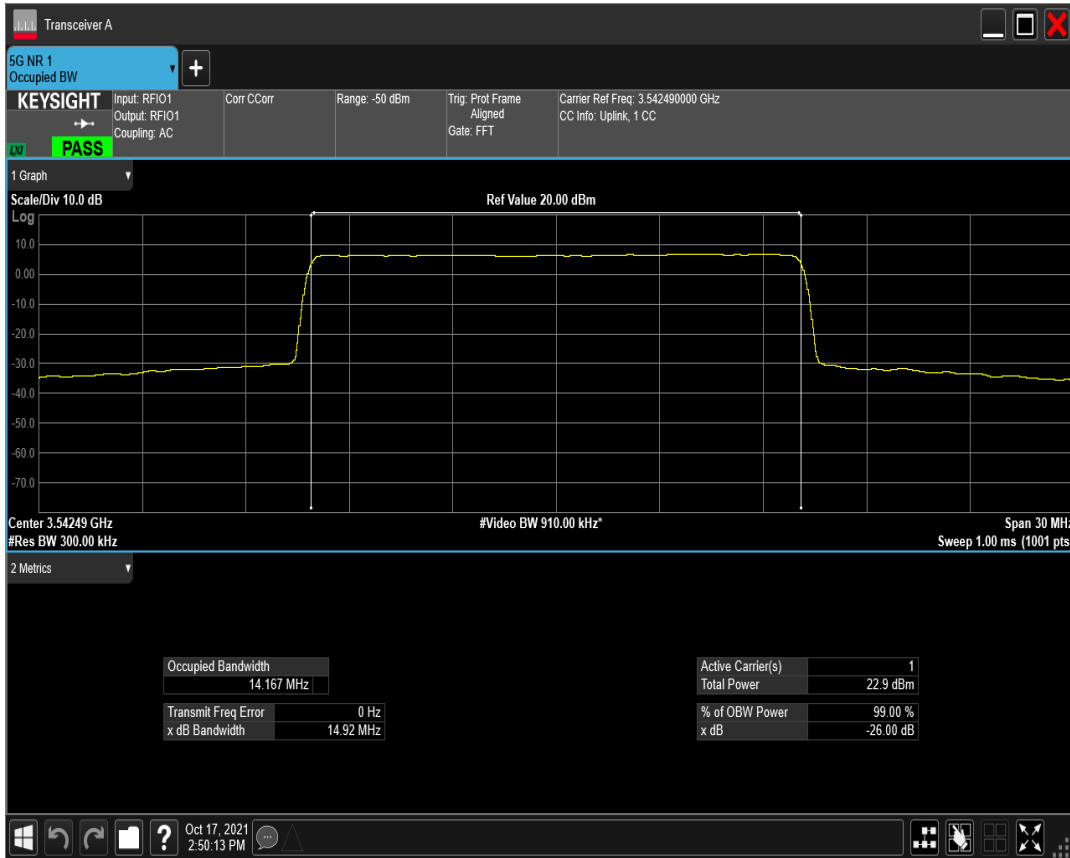 Transceiver A
5G NR 1
Occupied BW
+
KEYSIGHT
LXI
PASS
Input: RFIO1
Output: RFIO1
Coupling: AC
Corr CCorr
Range: -50 dBm
Trig: Prot Frame
Aligned
Gate: FFT
Carrier Ref Freq: 3.542490000 GHz
CC Info: Uplink, 1 CC
1 Graph
Scale/Div 10.0 dB
Ref Value 20.00 dBm
Log
10.0
0.00
-10.0
-20.0
-30.0
-40.0
-50.0
-60.0
-70.0
Center 3.54249 GHz
#Video BW 910.00 kHz*
Span 30 MHz
#Res BW 300.00 kHz
Sweep 1.00 ms (1001 pts
2 Metrics
Occupied Bandwidth
14.167 MHz
Transmit Freq Error 0 Hz
x dB Bandwidth 14.92 MHz
Active Carrier(s) 1
Total Power 22.9 dBm
% of OBW Power 99.00 %
x dB -26.00 dB
?
Oct 17, 2021
2:50:13 PM